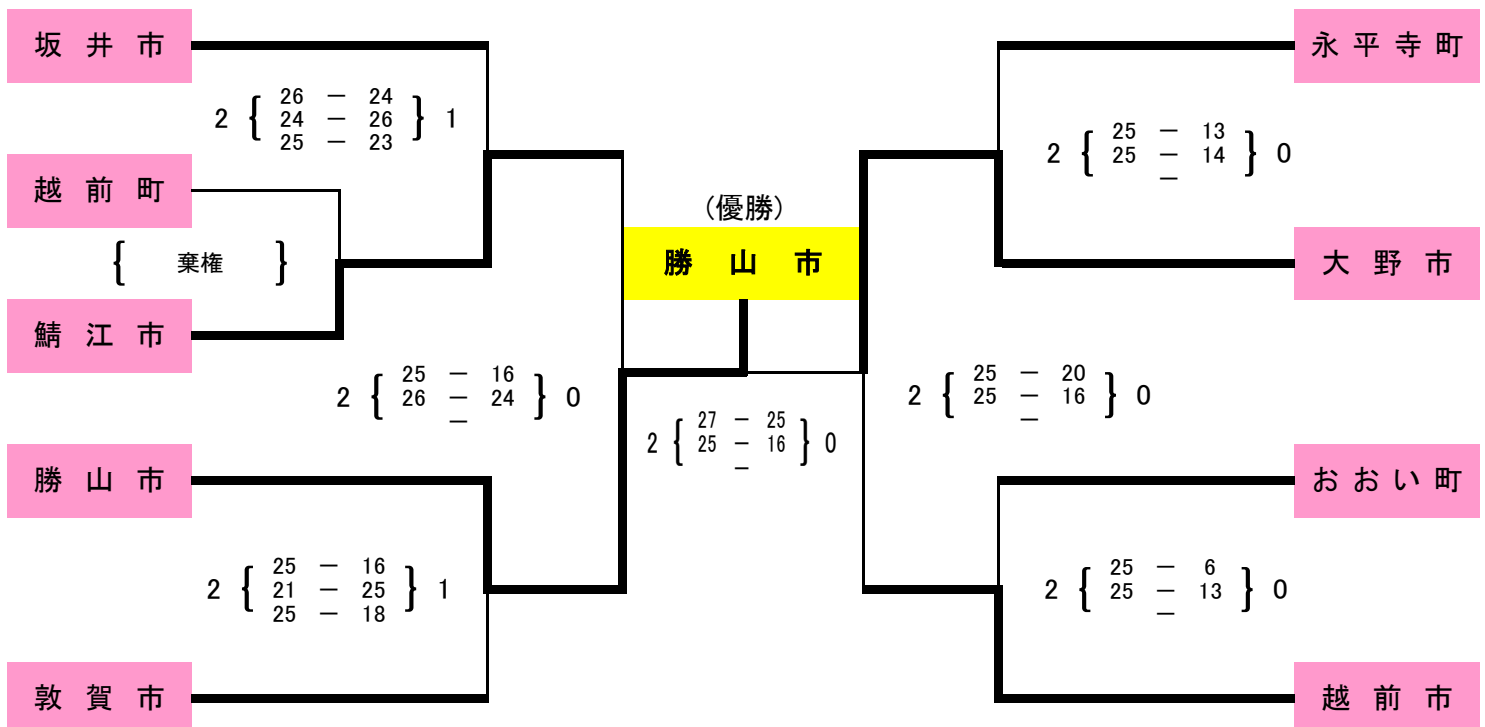 坂井市
永平寺町
2 { 26 － 24 } 1
24 － 26
25 － 23
2 { 25 － 13 } 0
25 － 14
－
越前町
(優勝)
勝山市
{ 棄権 }
大野市
鯖江市
2 { 25 － 16 } 0
26 － 24
－
2 { 27 － 25 } 0
25 － 16
－
2 { 25 － 20 } 0
25 － 16
－
勝山市
おおい町
2 { 25 － 16 } 1
21 － 25
25 － 18
2 { 25 － 6 } 0
25 － 13
－
敦賀市
越前市